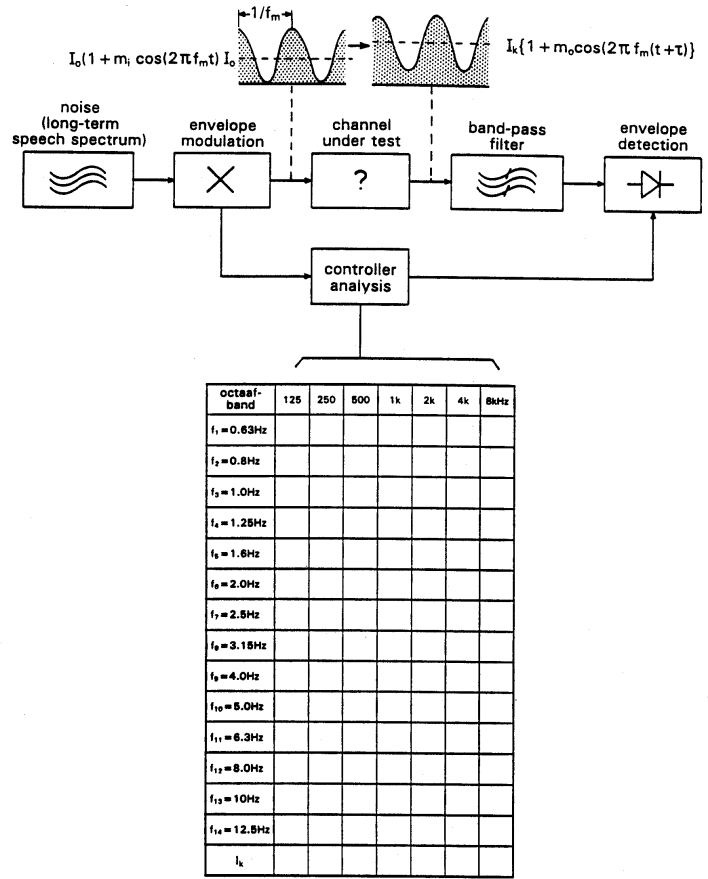 1/fₘ
Iₒ(1 + mᵢ cos(2π fₘt) Iₒ
Iₖ{1 + mₒcos(2π fₘ(t + τ)}
noise
(long-term
speech spectrum)
envelope
modulation
channel
under test
band-pass
filter
envelope
detection
?
controller
analysis
octaaf-
band 125 250 500 1k 2k 4k 8kHz
f₁ = 0.63Hz
f₂ = 0.8Hz
f₃ = 1.0Hz
f₄ = 1.25Hz
f₅ = 1.6Hz
f₆ = 2.0Hz
f₇ = 2.5Hz
f₈ = 3.15Hz
f₉ = 4.0Hz
f₁₀ = 5.0Hz
f₁₁ = 6.3Hz
f₁₂ = 8.0Hz
f₁₃ = 10Hz
f₁₄ = 12.5Hz
Iₖ